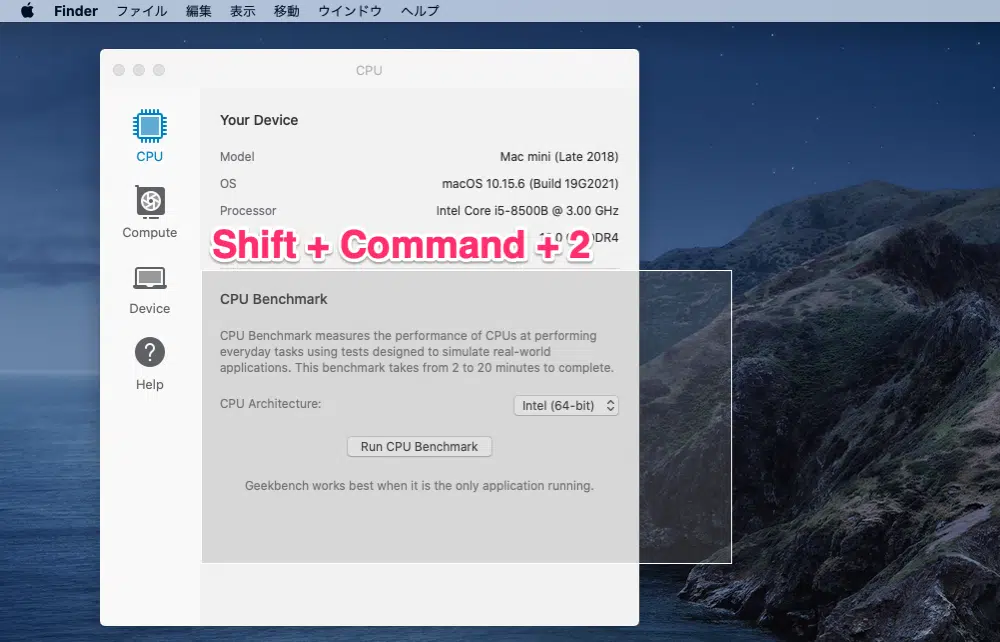 Finder ファイル 編集 表示 移動 ウインドウ ヘルプ
CPU
CPU
Compute
Device
Help
Your Device
Model Mac mini (Late 2018)
OS macOS 10.15.6 (Build 19G2021)
Processor Intel Core i5-8500B @ 3.00 GHz
Shift + Command + 2
CPU Benchmark
CPU Benchmark measures the performance of CPUs at performing
everyday tasks using tests designed to simulate real-world
applications. This benchmark takes from 2 to 20 minutes to complete.
CPU Architecture: Intel (64-bit)
Run CPU Benchmark
Geekbench works best when it is the only application running.